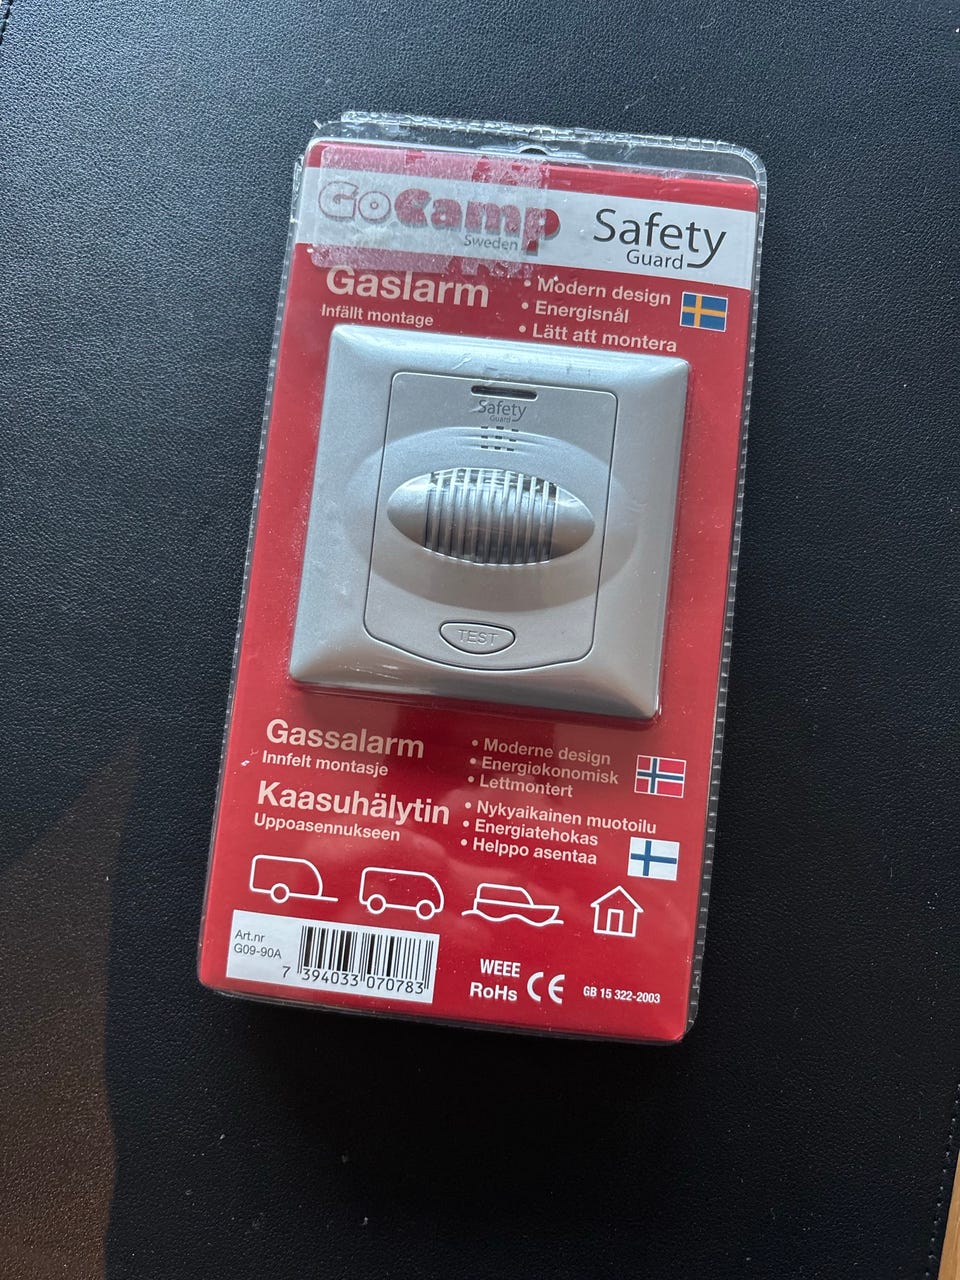 GoCamp
Sweden
Safety
Guard
Gaslarm
Infällt montage
• Modern design
• Energisnål
• Lätt att montera
Safety
Guard
TEST
Gassalarm
Innfelt montasje
• Moderne design
• Energiøkonomisk
• Lettmontert
Kaasuhälytin
Uppoasennukseen
• Nykyaikainen muotoilu
• Energiatehokas
• Helppo asentaa
Art.nr
G09-90A
7 394033 070783
WEEE
RoHs CE
GB 15 322-2003